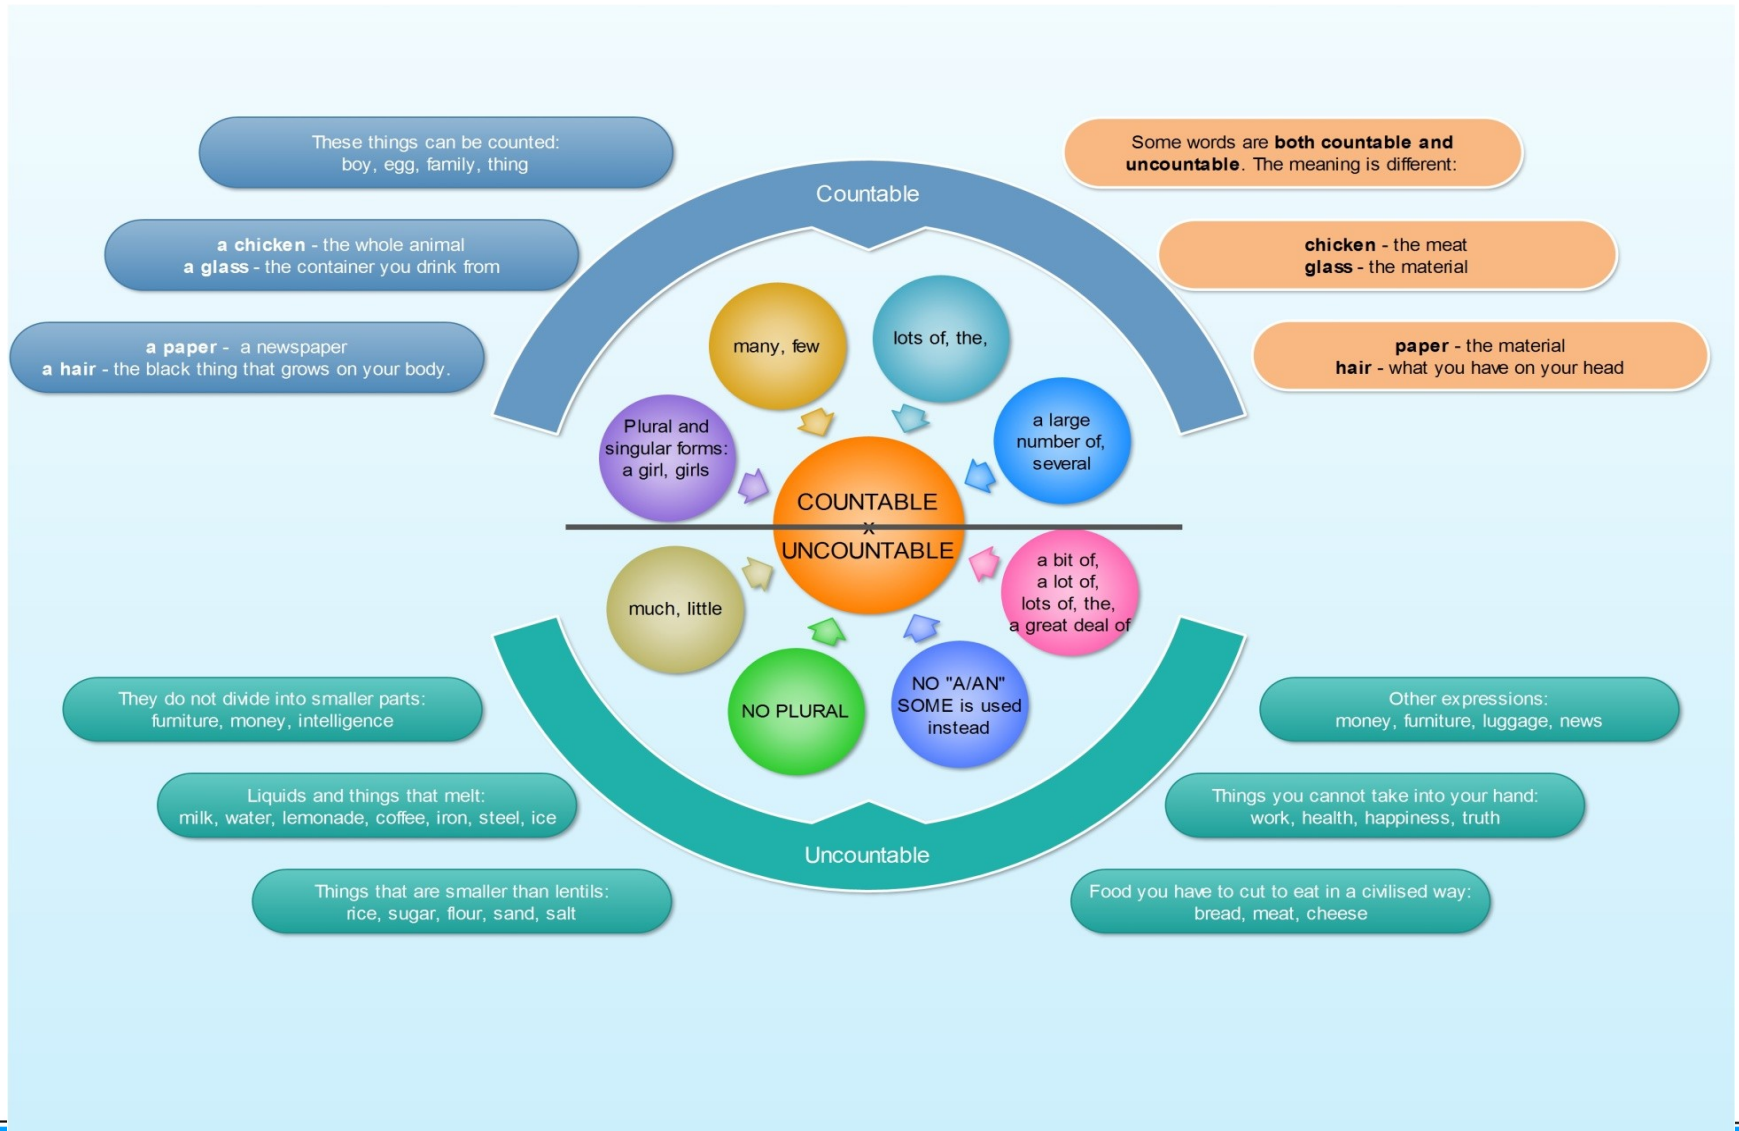 These things can be counted:
boy, egg, family, thing
a chicken - the whole animal
a glass - the container you drink from
a paper - a newspaper
a hair - the black thing that grows on your body.
Some words are both countable and
uncountable. The meaning is different:
chicken - the meat
glass - the material
paper - the material
hair - what you have on your head
Countable
many, few
lots of, the,
Plural and
singular forms:
a girl, girls
a large
number of,
several
COUNTABLE
x
UNCOUNTABLE
much, little
a bit of,
a lot of,
lots of, the,
a great deal of
NO PLURAL
NO "A/AN"
SOME is used
instead
Uncountable
They do not divide into smaller parts:
furniture, money, intelligence
Liquids and things that melt:
milk, water, lemonade, coffee, iron, steel, ice
Things that are smaller than lentils:
rice, sugar, flour, sand, salt
Other expressions:
money, furniture, luggage, news
Things you cannot take into your hand:
work, health, happiness, truth
Food you have to cut to eat in a civilised way:
bread, meat, cheese